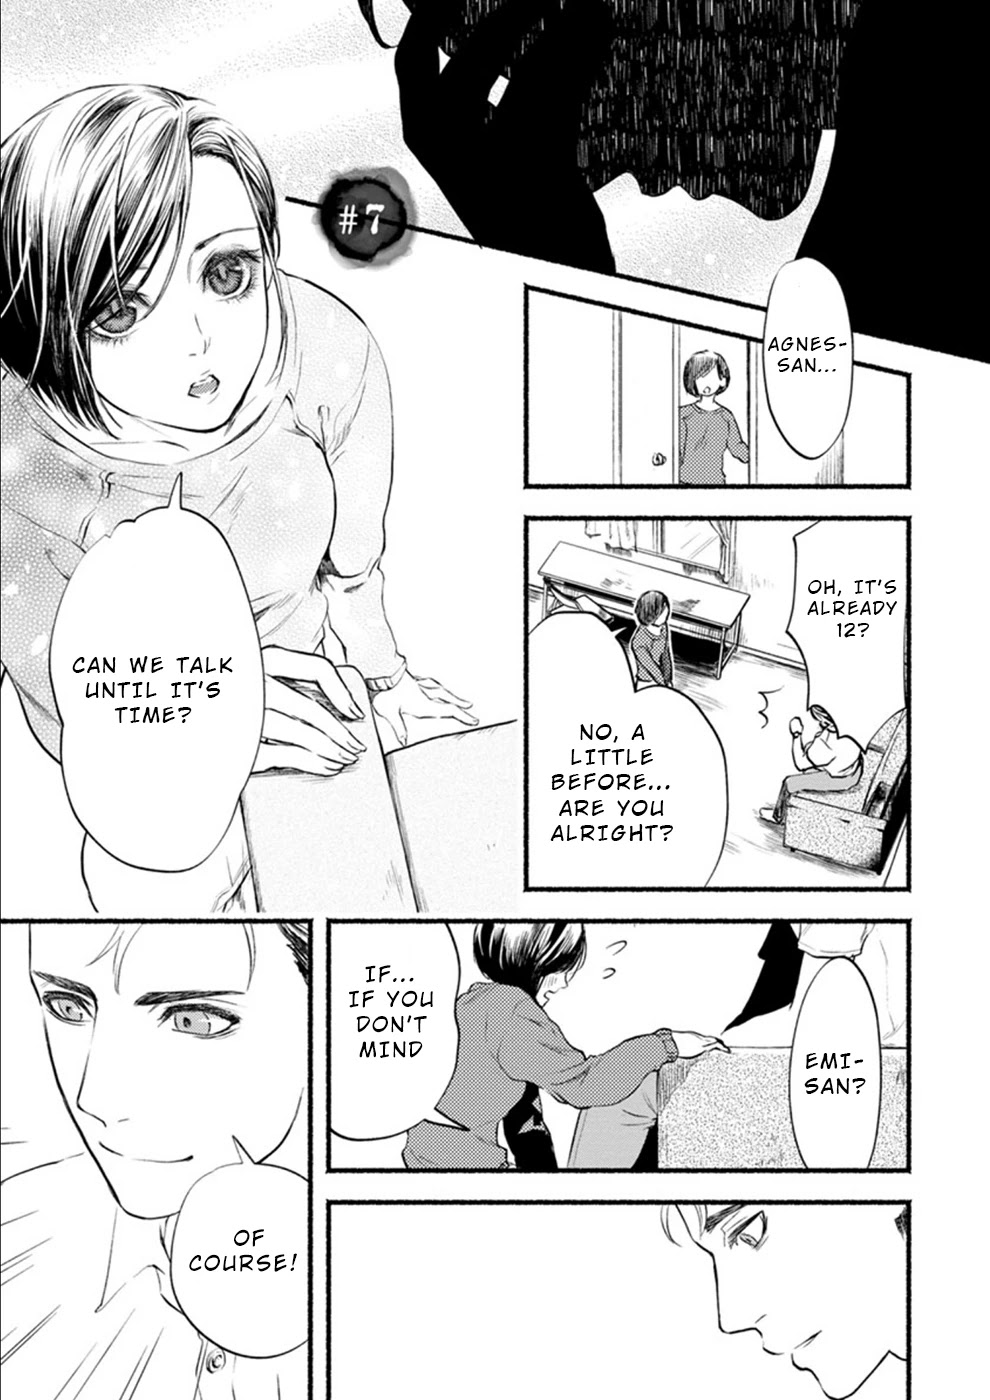 #7
AGNES-
SAN...
OH, IT'S
ALREADY
12?
NO, A
LITTLE
BEFORE...
ARE YOU
ALRIGHT?
EMI-
SAN?
IF...
IF YOU
DON'T
MIND
CAN WE TALK
UNTIL IT'S
TIME?
OF
COURSE!